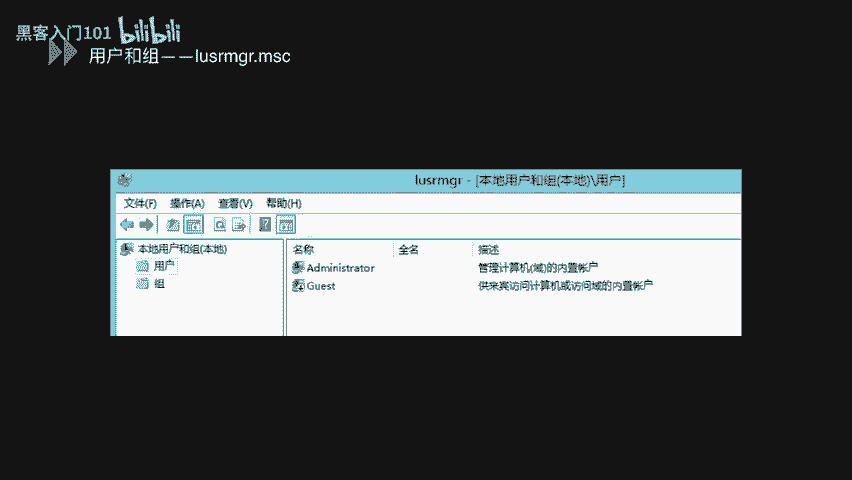 黑客入门101 bilibili
用户和组——lusrmgr.msc
lusrmgr - [本地用户和组(本地)\用户]
文件(F) 操作(A) 查看(V) 帮助(H)
本地用户和组(本地)
用户
组
名称 全名 描述
Administrator 管理计算机(域)的内置帐户
Guest 供来宾访问计算机或访问域的内置帐户